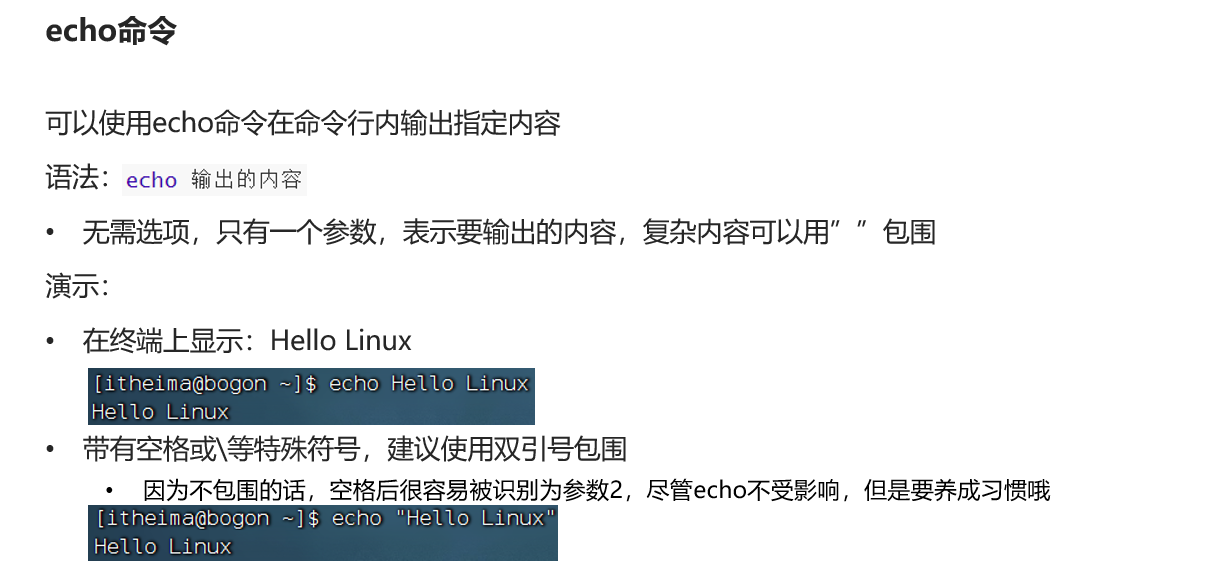 echo命令
可以使用echo命令在命令行内输出指定内容
语法：echo 输出的内容
• 无需选项，只有一个参数，表示要输出的内容，复杂内容可以用” ”包围
演示：
• 在终端上显示：Hello Linux
[itheima@bogon ~]$ echo Hello Linux
Hello Linux
• 带有空格或\等特殊符号，建议使用双引号包围
• 因为不包围的话，空格后很容易被识别为参数2，尽管echo不受影响，但是要养成习惯哦
[itheima@bogon ~]$ echo "Hello Linux"
Hello Linux